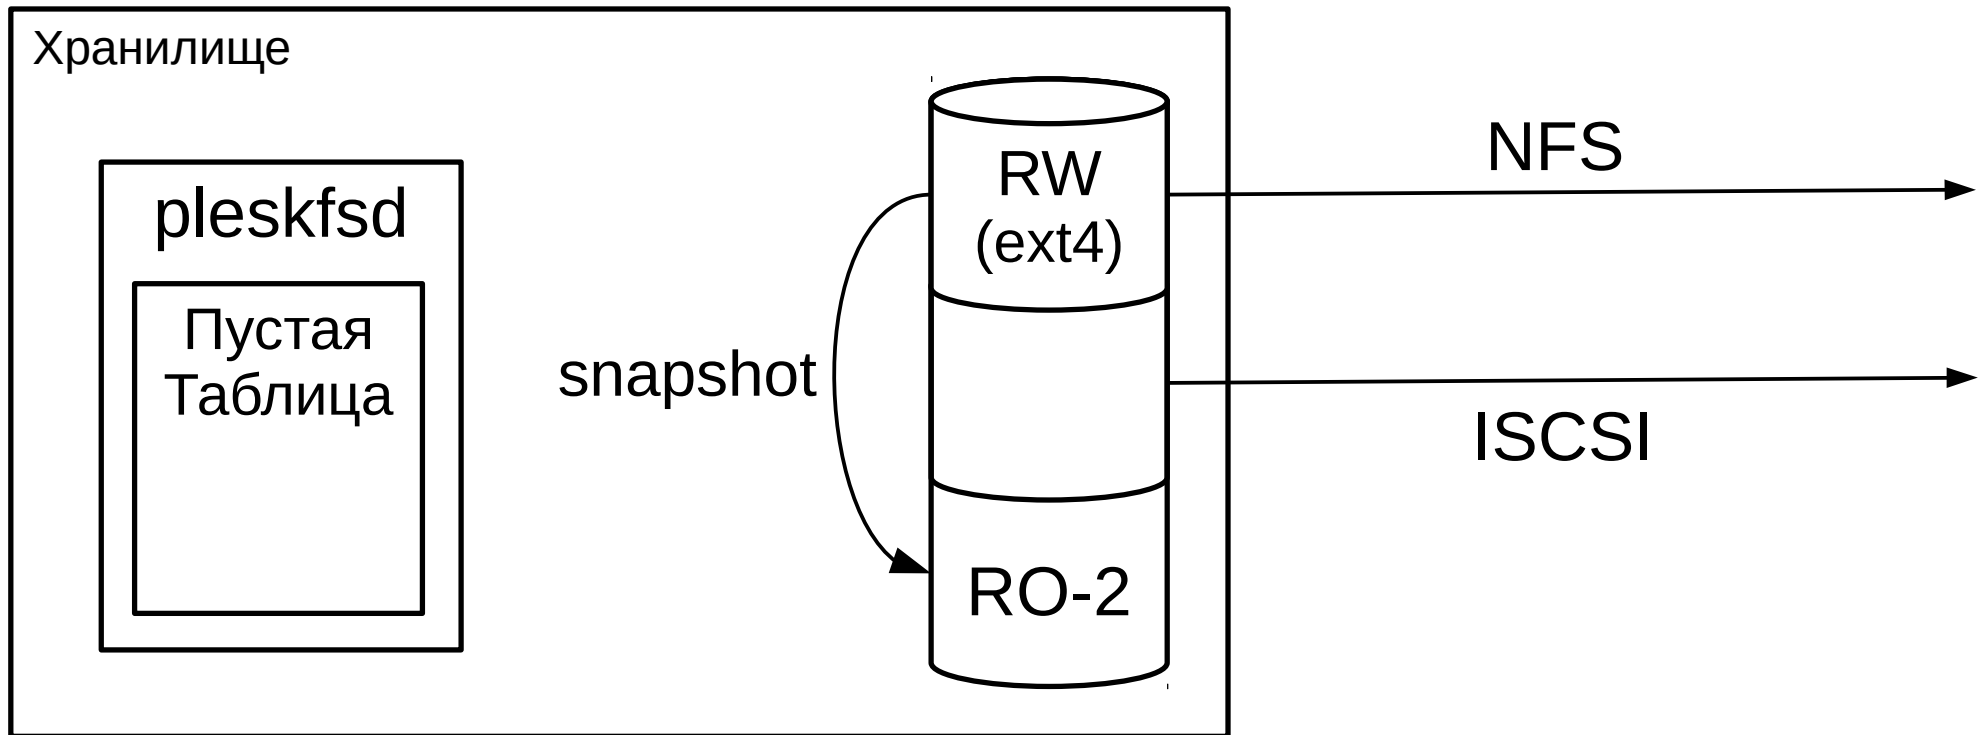 Хранилище
pleskfsd
Пустая
Таблица
snapshot
RW
(ext4)
RO-2
NFS
ISCSI